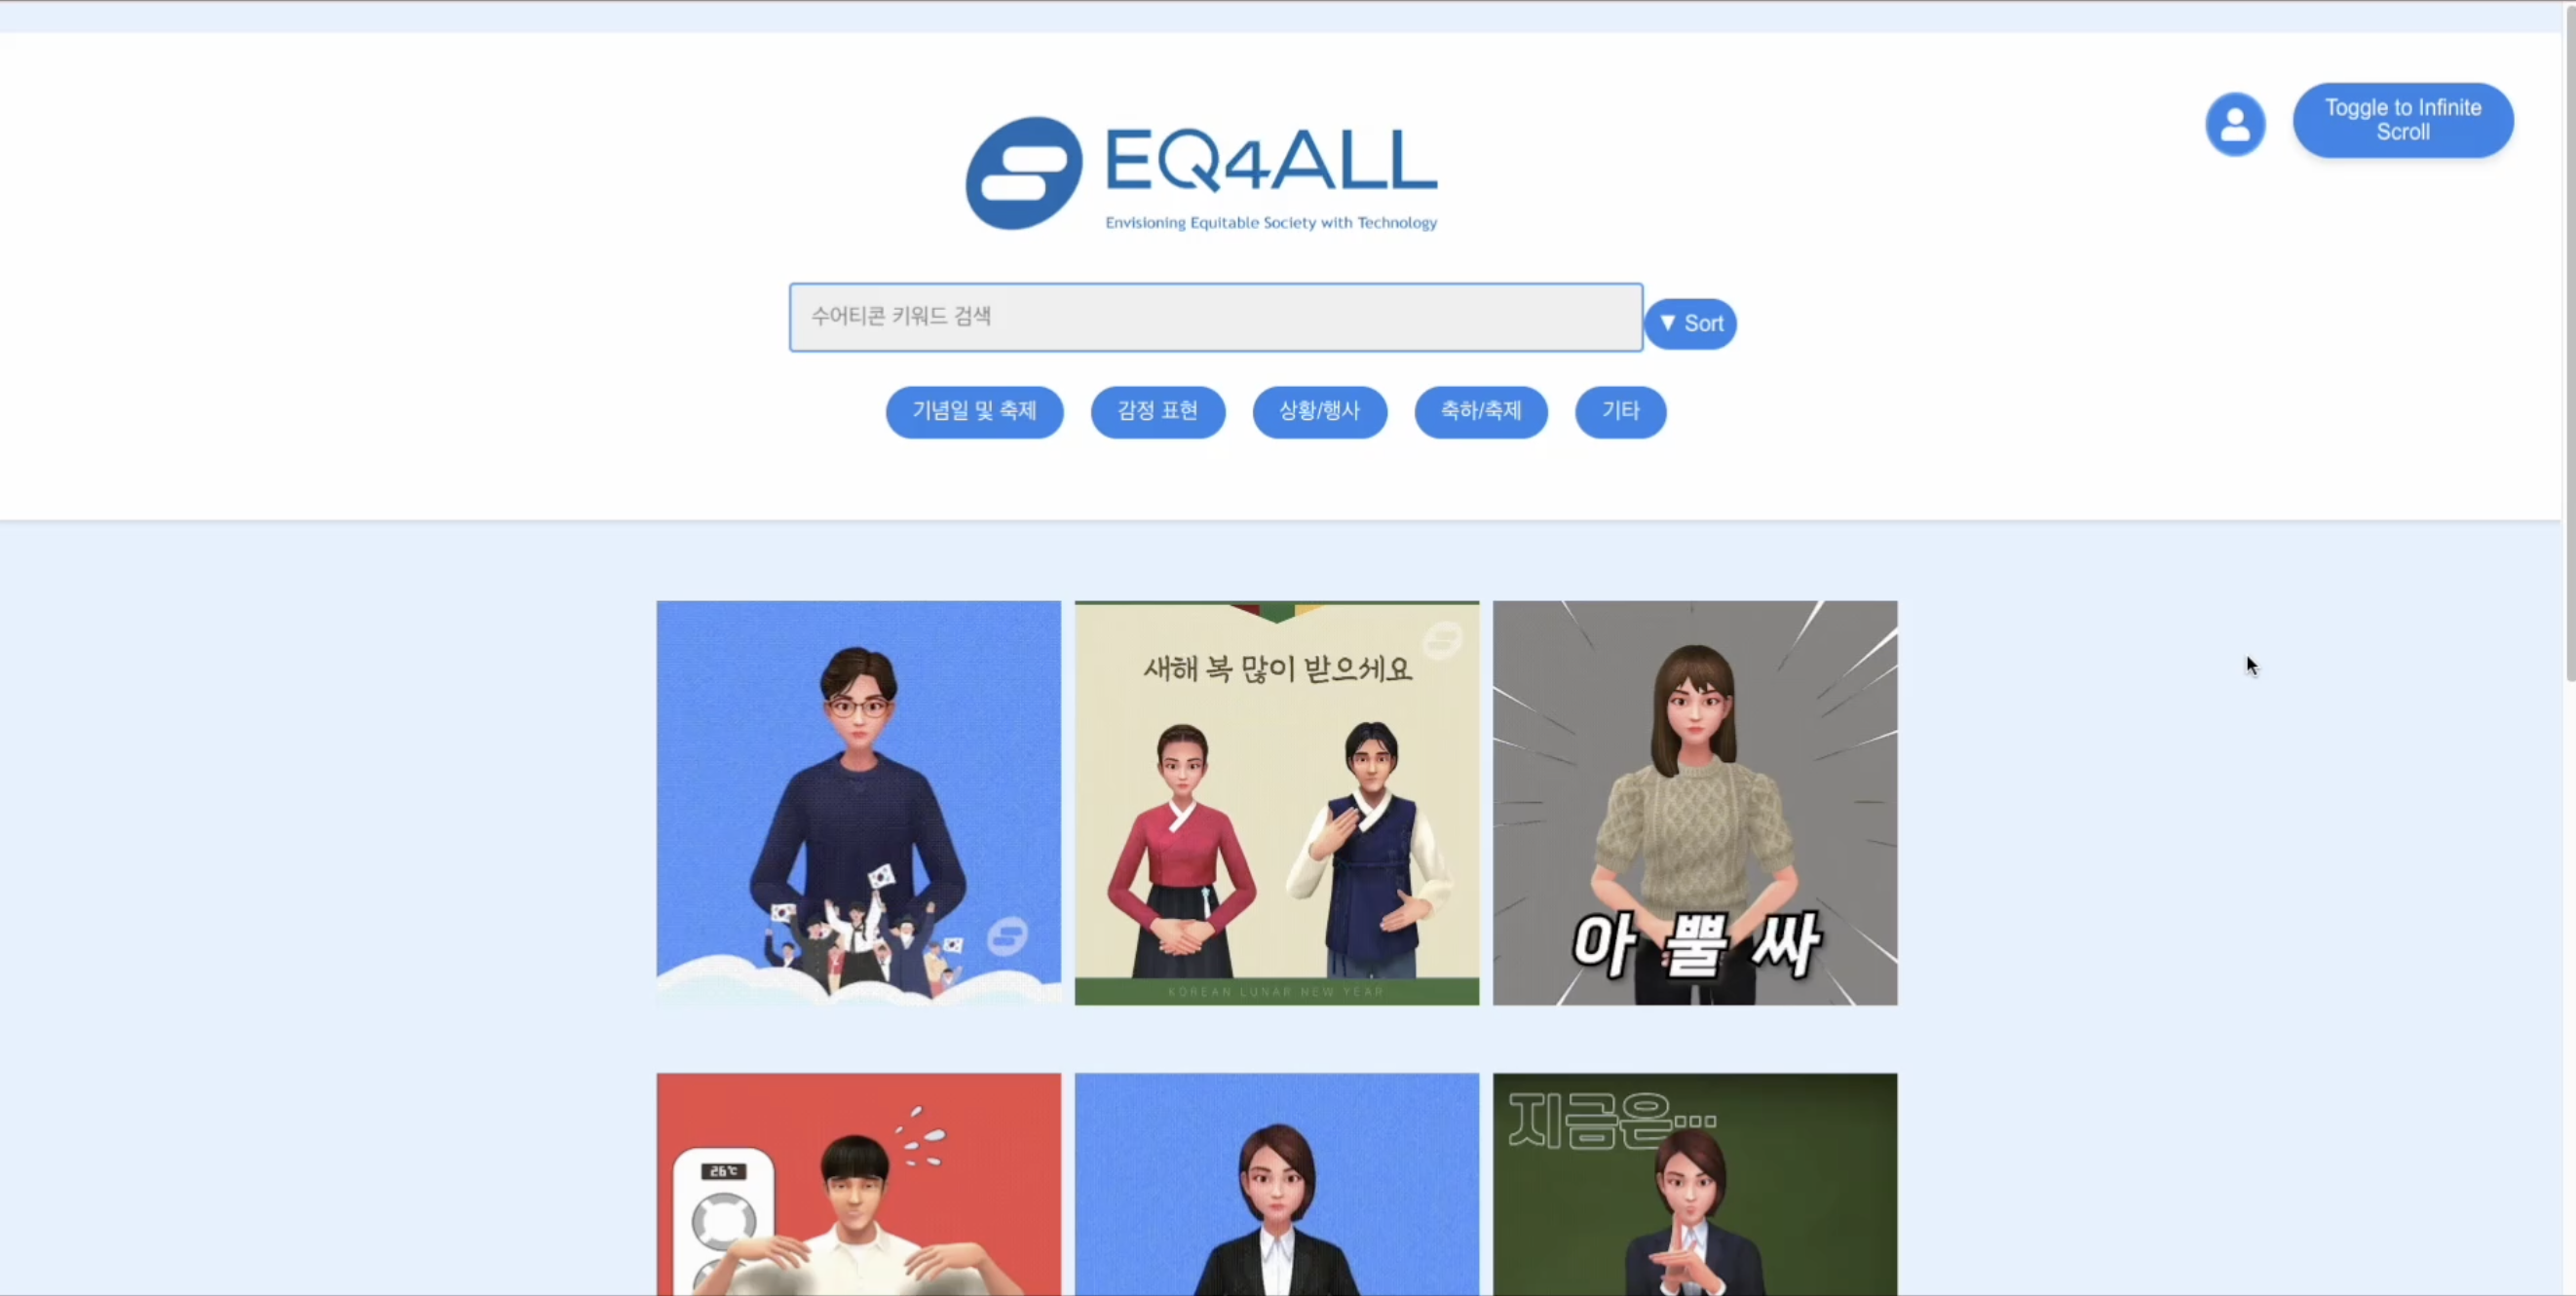 EQ4ALL
Envisioning Equitable Society with Technology
Toggle to Infinite
Scroll
수어티콘 키워드 검색
▼ Sort
기념일 및 축제
감정 표현
상황/행사
축하/축제
기타
새해 복 많이 받으세요
KOREAN LUNAR NEW YEAR
아 뿔 싸
26℃
지금은...